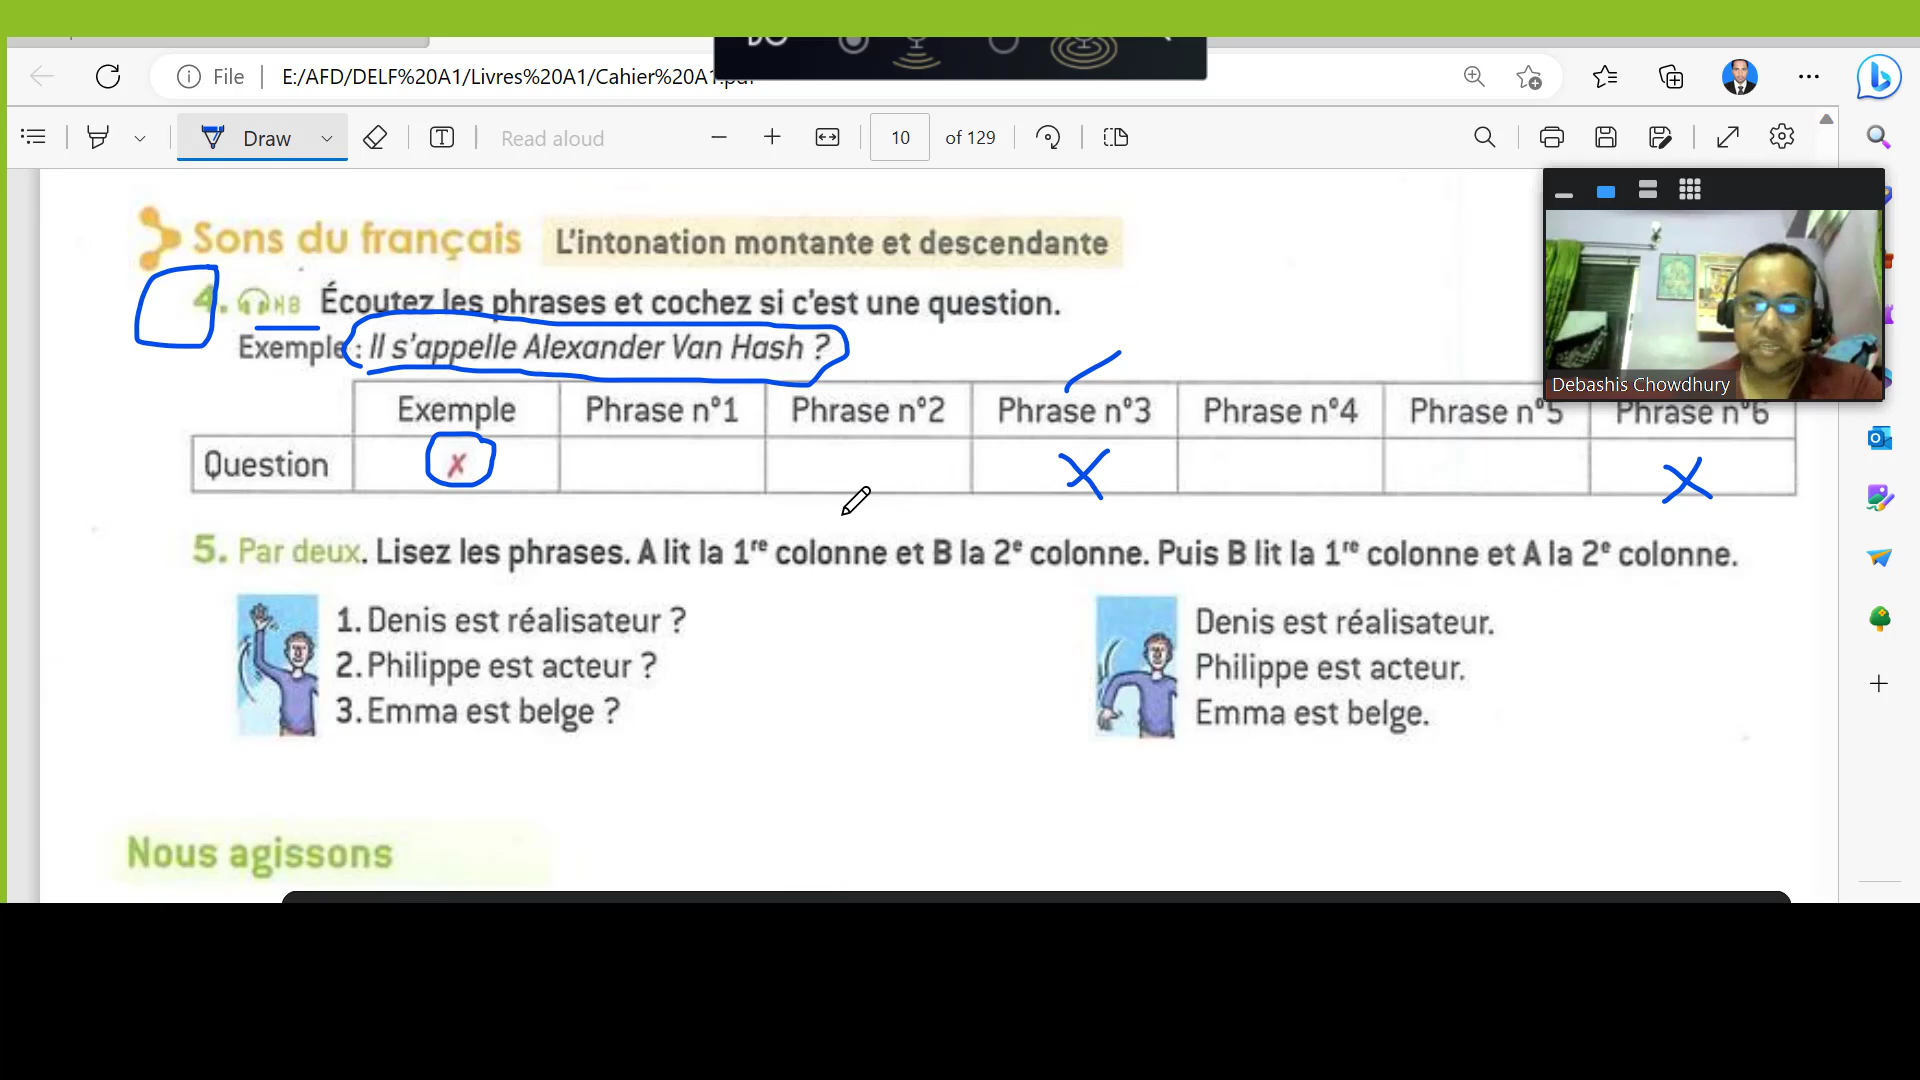 File
E:/AFD/DELF%20A1/Livres%20A1/Cahier%20A1.pdf
Draw
Read aloud
10 of 129
Sons du français L'intonation montante et descendante
4. N8 Écoutez les phrases et cochez si c'est une question.
Exemple : Il s'appelle Alexander Van Hash ?
Debashis Chowdhury
Exemple Phrase n°1 Phrase n°2 Phrase n°3 Phrase n°4 Phrase n°5 Phrase n°6
Question X X X
5. Par deux. Lisez les phrases. A lit la 1re colonne et B la 2e colonne. Puis B lit la 1re colonne et A la 2e colonne.
1. Denis est réalisateur ?
2. Philippe est acteur ?
3. Emma est belge ?
Denis est réalisateur.
Philippe est acteur.
Emma est belge.
Nous agissons